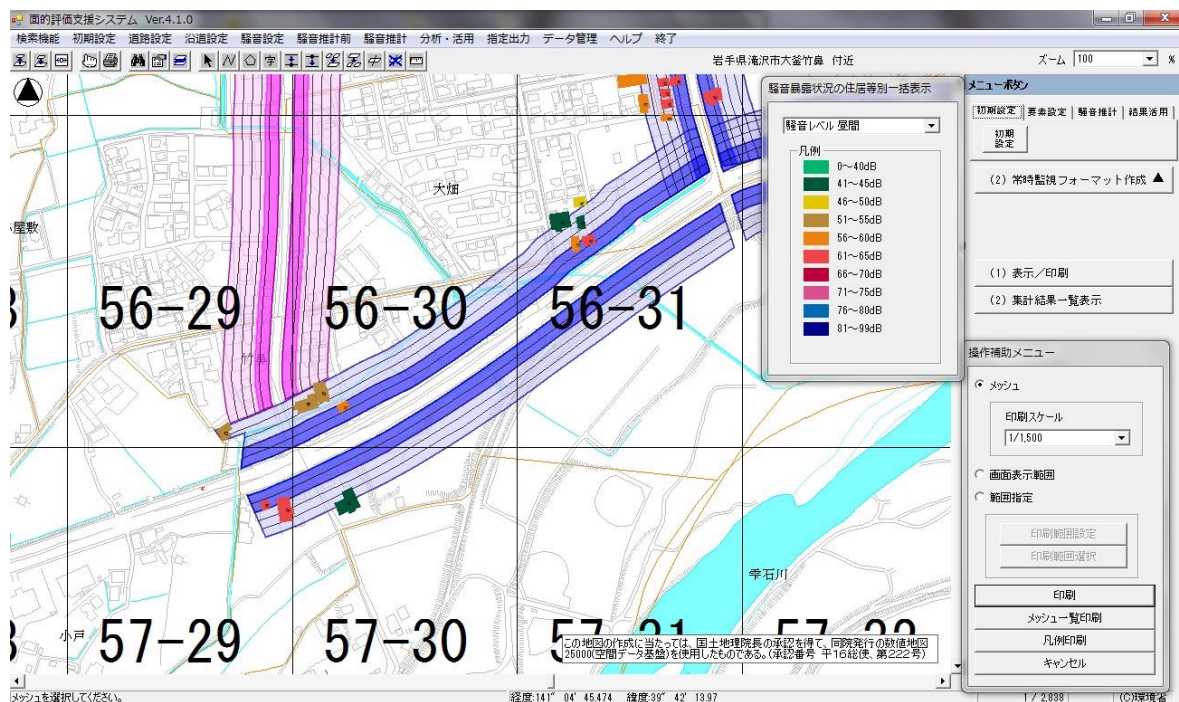 面的評価支援システム Ver.4.1.0
検索機能 初期設定 道路設定 沿道設定 騒音設定 騒音推計前 騒音推計 分析・活用 指定出力 データ管理 ヘルプ 終了
字
岩手県滝沢市大釜竹鼻 付近
ズーム 100 %
騒音暴露状況の住居等別一括表示
騒音レベル 昼間
凡例
0～40dB
41～45dB
46～50dB
51～55dB
56～60dB
61～65dB
66～70dB
71～75dB
76～80dB
81～99dB
メニューボタン
初期設定 要素設定 騒音推計 結果活用
初期
設定
(2) 常時監視フォーマット作成 ▲
(1) 表示／印刷
(2) 集計結果一覧表示
大畑
屋敷
56-29
56-30
56-31
竹鼻
雫石川
小戸
57-29
57-30
この地図の作成に当たっては、国土地理院長の承認を得て、同院発行の数値地図
25000(空間データ基盤)を使用したものである。(承認番号 平16総使、第222号)
操作補助メニュー
メッシュ
印刷スケール
1/1,500
画面表示範囲
範囲指定
印刷範囲設定
印刷範囲選択
印刷
メッシュ一覧印刷
凡例印刷
キャンセル
メッシュを選択してください。
経度:141° 04' 45.474 緯度:39° 42' 13.97
1 / 2,838
(C)環境省